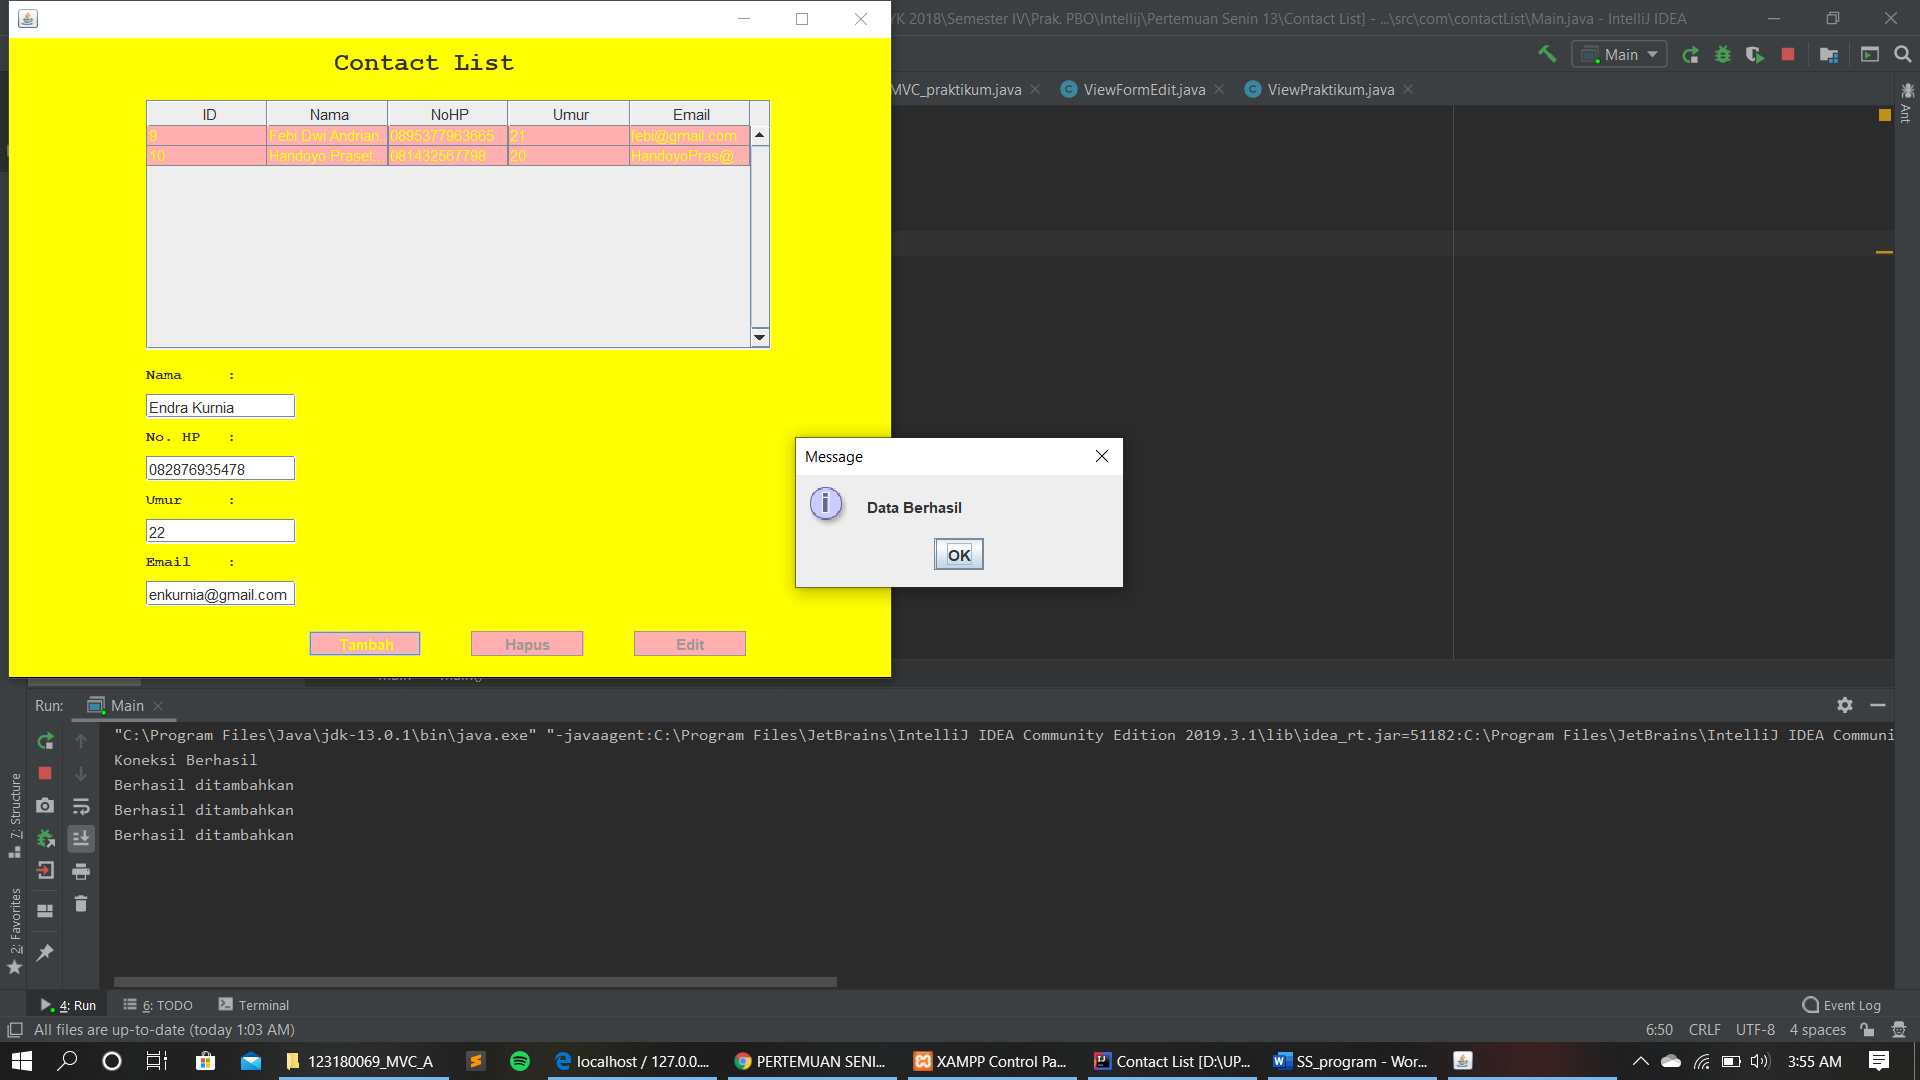 YK 2018\Semester IV\Prak. PBO\Intellij\Pertemuan Senin 13\Contact List] - ...\src\com\contactList\Main.java - IntelliJ IDEA
Main
MVC_praktikum.java
ViewFormEdit.java
ViewPraktikum.java
Ant
Contact List
ID Nama NoHP Umur Email
9 Febi Dwi Andrian... 0895377963665 21 febi@gmail.com
10 Handoyo Praset... 081432567798 20 HandoyoPras@...
Nama :
Endra Kurnia
No. HP :
082876935478
Umur :
22
Email :
enkurnia@gmail.com
Tambah Hapus Edit
Message
Data Berhasil
OK
Run: Main
"C:\Program Files\Java\jdk-13.0.1\bin\java.exe" "-javaagent:C:\Program Files\JetBrains\IntelliJ IDEA Community Edition 2019.3.1\lib\idea_rt.jar=51182:C:\Program Files\JetBrains\IntelliJ IDEA Communi
Koneksi Berhasil
Berhasil ditambahkan
Berhasil ditambahkan
Berhasil ditambahkan
7: Structure
2: Favorites
4: Run 6: TODO Terminal Event Log
All files are up-to-date (today 1:03 AM) 6:50 CRLF UTF-8 4 spaces
123180069_MVC_A localhost / 127.0.0.... PERTEMUAN SENI... XAMPP Control Pa... Contact List [D:\UP... SS_program - Wor... 3:55 AM